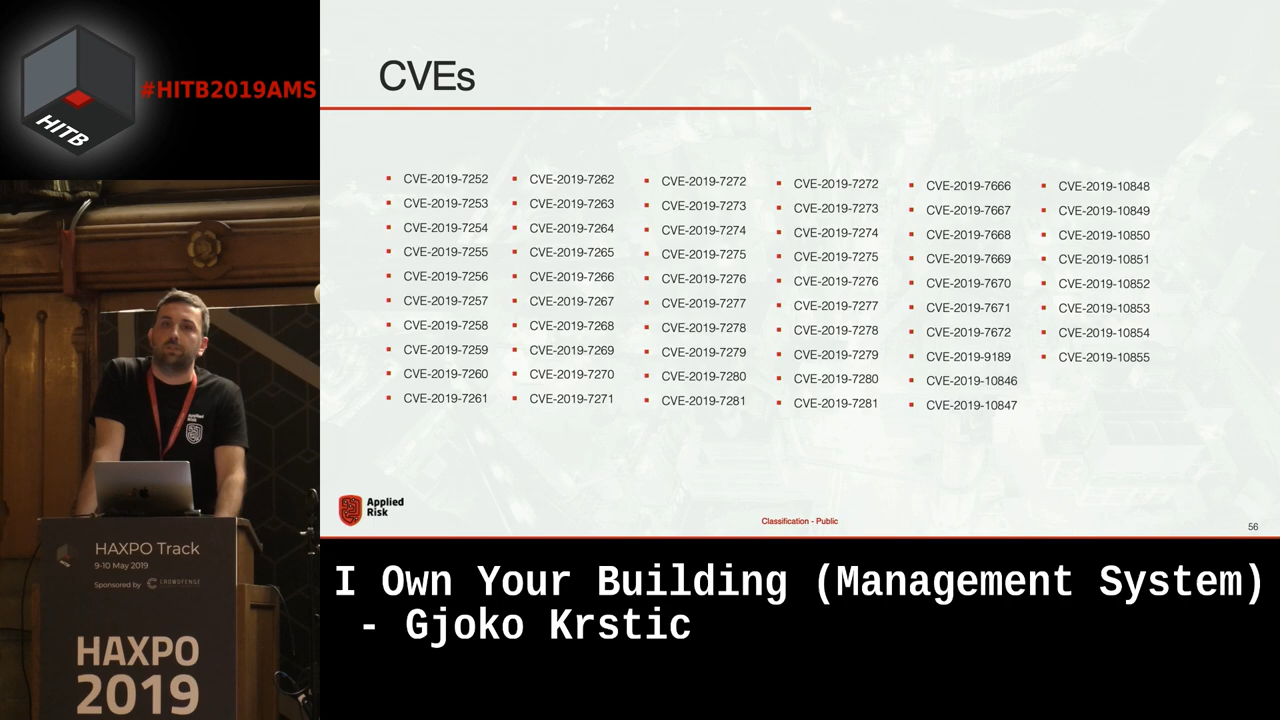 #HITB2019AMS
HITB
CVEs
CVE-2019-7252
CVE-2019-7253
CVE-2019-7254
CVE-2019-7255
CVE-2019-7256
CVE-2019-7257
CVE-2019-7258
CVE-2019-7259
CVE-2019-7260
CVE-2019-7261
CVE-2019-7262
CVE-2019-7263
CVE-2019-7264
CVE-2019-7265
CVE-2019-7266
CVE-2019-7267
CVE-2019-7268
CVE-2019-7269
CVE-2019-7270
CVE-2019-7271
CVE-2019-7272
CVE-2019-7273
CVE-2019-7274
CVE-2019-7275
CVE-2019-7276
CVE-2019-7277
CVE-2019-7278
CVE-2019-7279
CVE-2019-7280
CVE-2019-7281
CVE-2019-7272
CVE-2019-7273
CVE-2019-7274
CVE-2019-7275
CVE-2019-7276
CVE-2019-7277
CVE-2019-7278
CVE-2019-7279
CVE-2019-7280
CVE-2019-7281
CVE-2019-7666
CVE-2019-7667
CVE-2019-7668
CVE-2019-7669
CVE-2019-7670
CVE-2019-7671
CVE-2019-7672
CVE-2019-9189
CVE-2019-10846
CVE-2019-10847
CVE-2019-10848
CVE-2019-10849
CVE-2019-10850
CVE-2019-10851
CVE-2019-10852
CVE-2019-10853
CVE-2019-10854
CVE-2019-10855
Applied
Risk
Classification - Public
56
Applied
Risk
HAXPO Track
9-10 May 2019
Sponsored by CROWDFENSE
HAXPO
2019
I Own Your Building (Management System)
- Gjoko Krstic